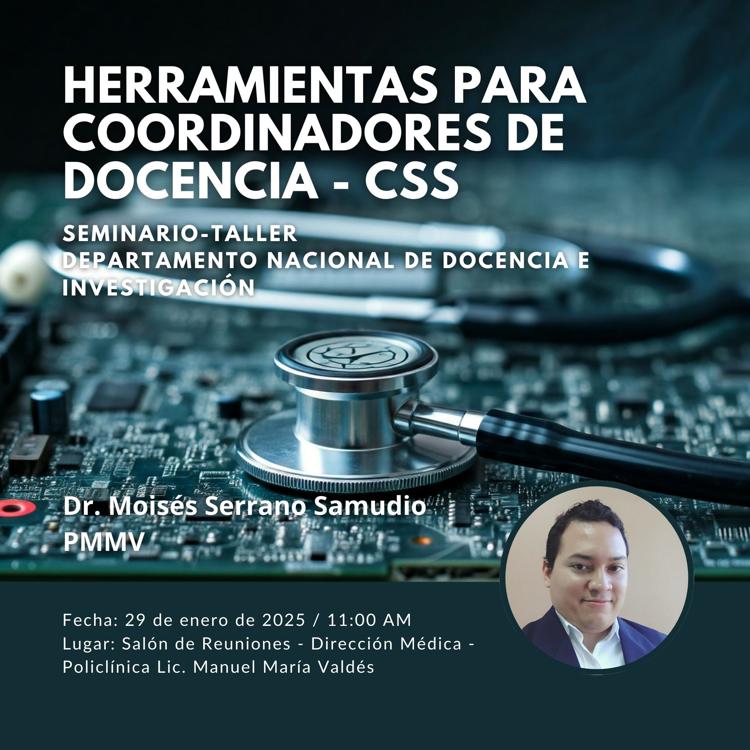 HERRAMIENTAS PARA
COORDINADORES DE
DOCENCIA - CSS
SEMINARIO-TALLER
DEPARTAMENTO NACIONAL DE DOCENCIA E
INVESTIGACIÓN
Dr. Moisés Serrano Samudio
PMMV
Fecha: 29 de enero de 2025 / 11:00 AM
Lugar: Salón de Reuniones - Dirección Médica -
Policlínica Lic. Manuel María Valdés